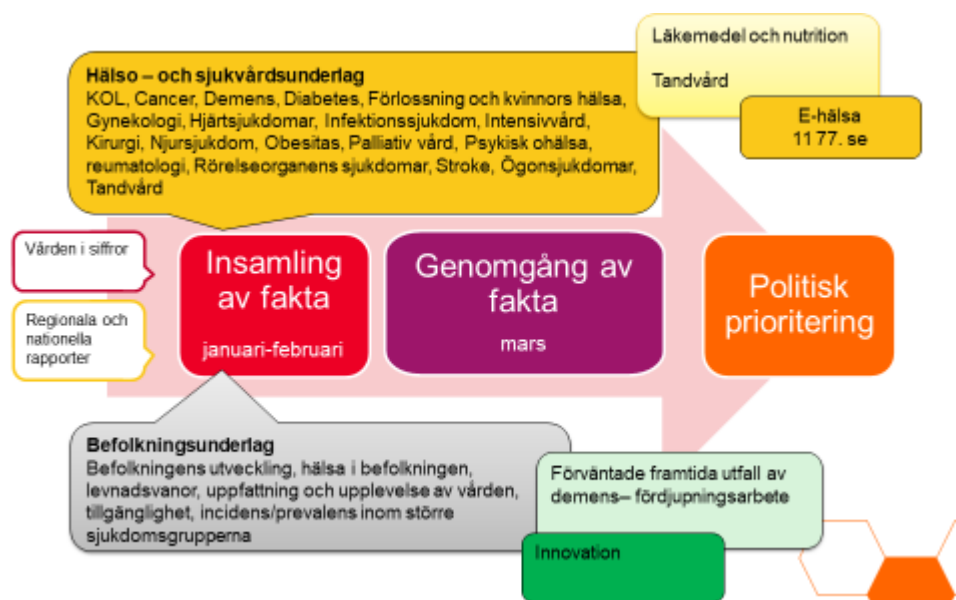 Läkemedel och nutrition
Tandvård
E-hälsa
11 77. se
Hälso – och sjukvårdsunderlag
KOL, Cancer, Demens, Diabetes, Förlossning och kvinnors hälsa,
Gynekologi, Hjärtsjukdomar, Infektionssjukdom, Intensivvård,
Kirurgi, Njursjukdom, Obesitas, Palliativ vård, Psykisk ohälsa,
reumatologi, Rörelseorganens sjukdomar, Stroke, Ögonsjukdomar,
Tandvård
Vården i siffror
Regionala och
nationella
rapporter
Insamling
av fakta
januari-februari
Genomgång av
fakta
mars
Politisk
prioritering
Befolkningsunderlag
Befolkningens utveckling, hälsa i befolkningen,
levnadsvanor, uppfattning och upplevelse av vården,
tillgänglighet, incidens/prevalens inom större
sjukdomsgrupperna
Förväntade framtida utfall av
demens– fördjupningsarbete
Innovation